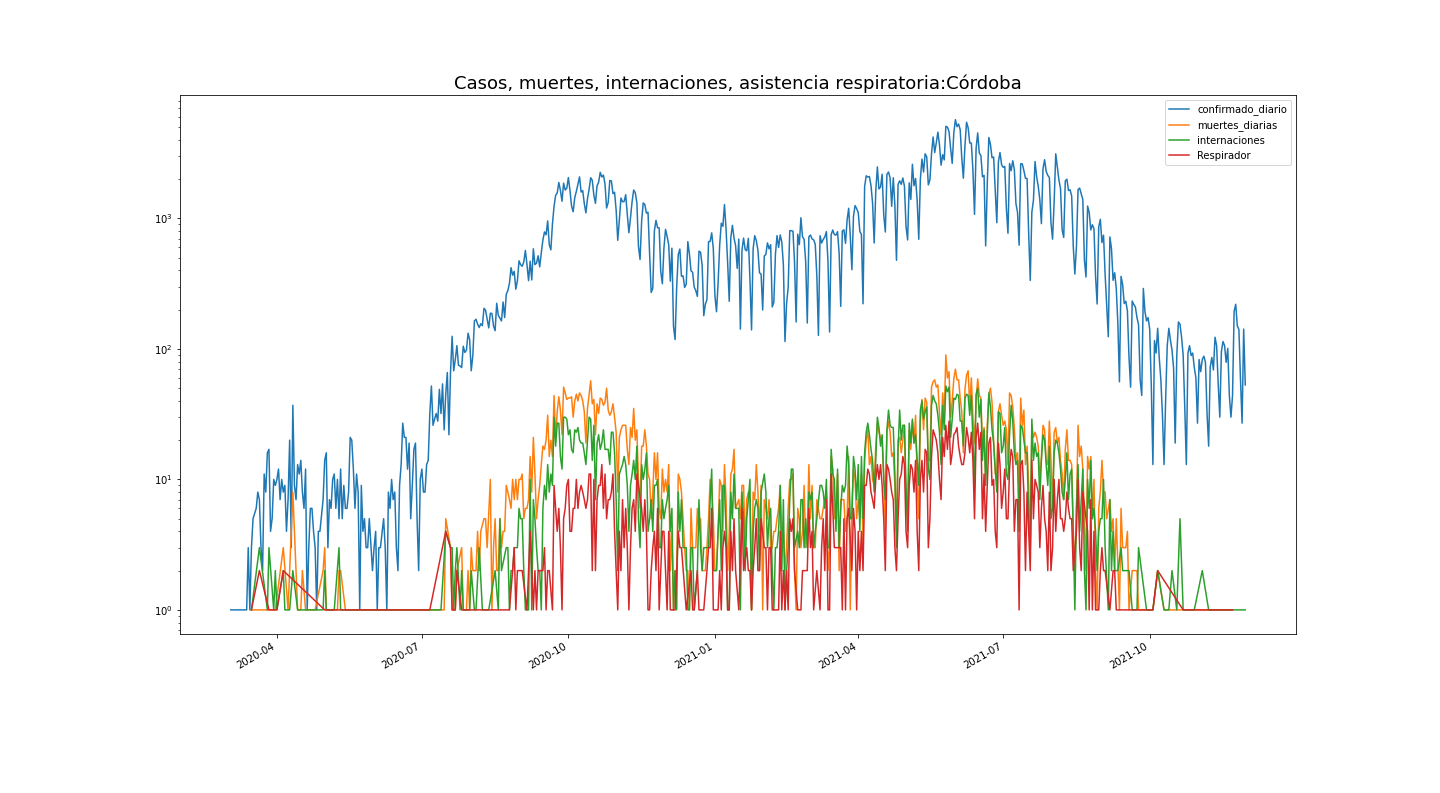 Casos, muertes, internaciones, asistencia respiratoria:Córdoba
confirmado_diario
muertes_diarias
internaciones
Respirador
10³
10²
10¹
10⁰
2020-04
2020-07
2020-10
2021-01
2021-04
2021-07
2021-10